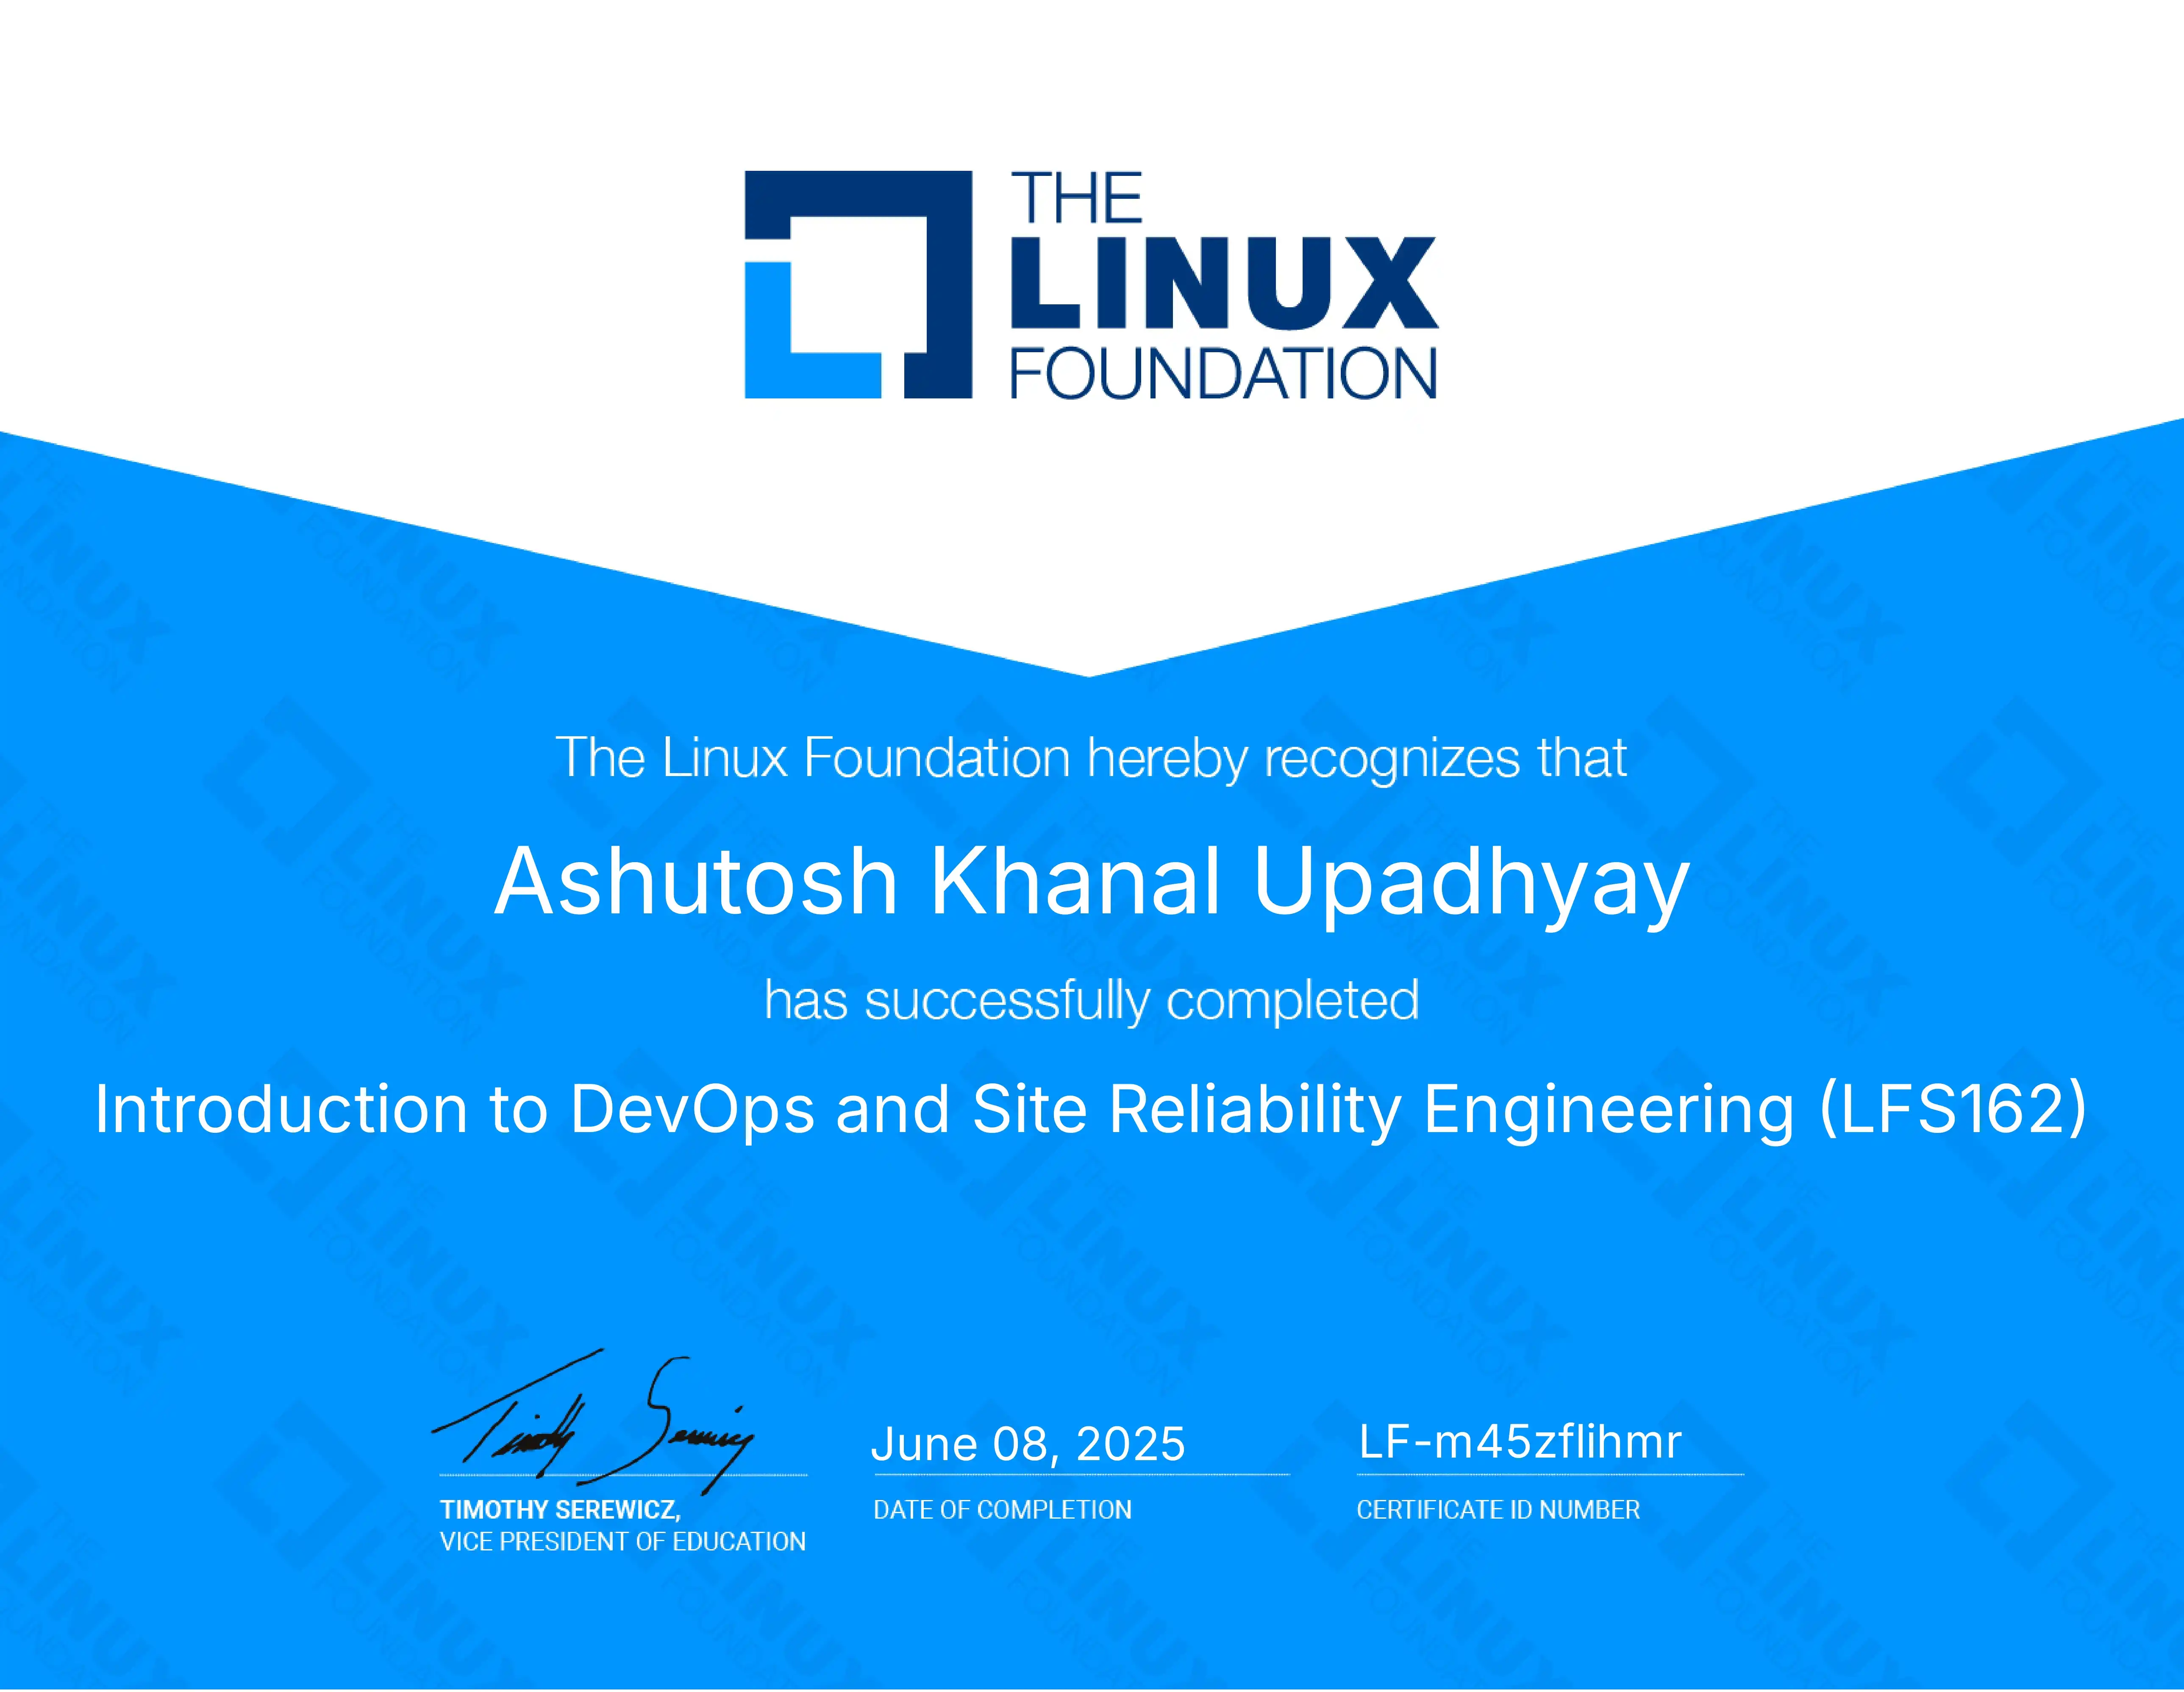 THE
LINUX
FOUNDATION
The Linux Foundation hereby recognizes that
Ashutosh Khanal Upadhyay
has successfully completed
Introduction to DevOps and Site Reliability Engineering (LFS162)
Timothy Serewicz
June 08, 2025
LF-m45zflihmr
TIMOTHY SEREWICZ,
VICE PRESIDENT OF EDUCATION
DATE OF COMPLETION
CERTIFICATE ID NUMBER